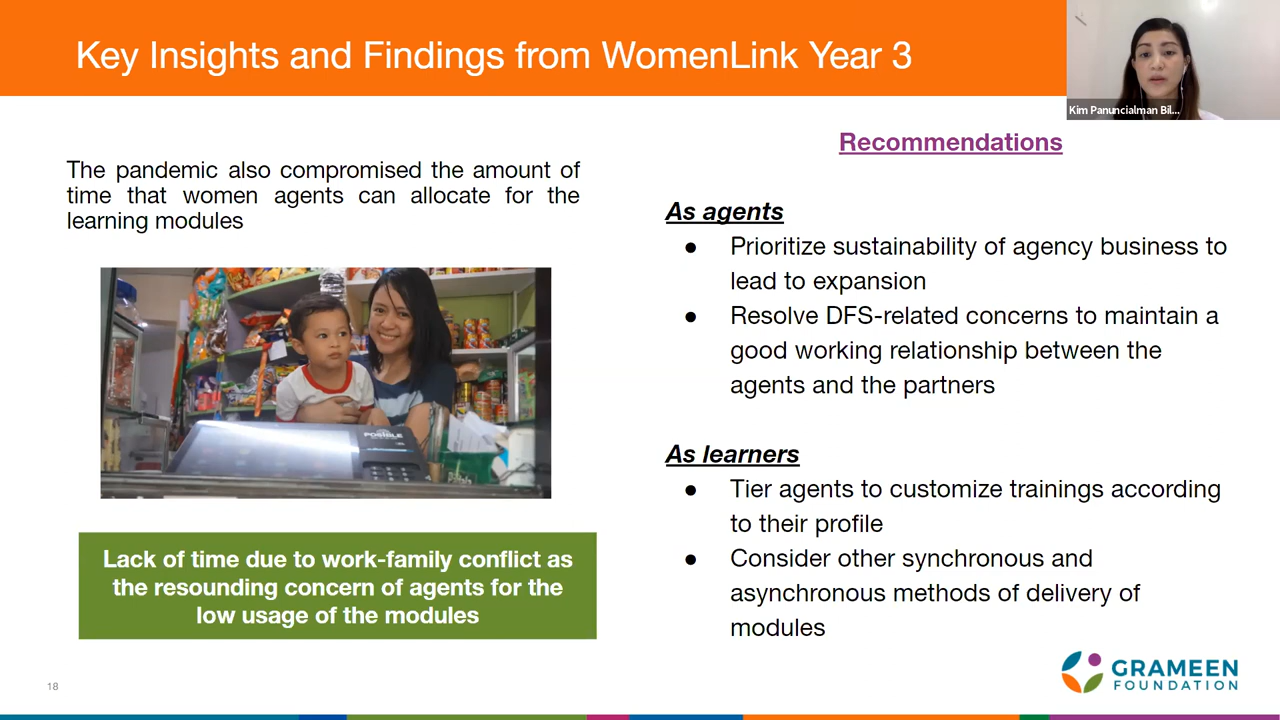 Key Insights and Findings from WomenLink Year 3
Kim Panuncialman Bil...
The pandemic also compromised the amount of
time that women agents can allocate for the
learning modules
POSIBLE
Lack of time due to work-family conflict as
the resounding concern of agents for the
low usage of the modules
Recommendations
As agents
● Prioritize sustainability of agency business to
lead to expansion
● Resolve DFS-related concerns to maintain a
good working relationship between the
agents and the partners
As learners
● Tier agents to customize trainings according
to their profile
● Consider other synchronous and
asynchronous methods of delivery of
modules
18
GRAMEEN
FOUNDATION